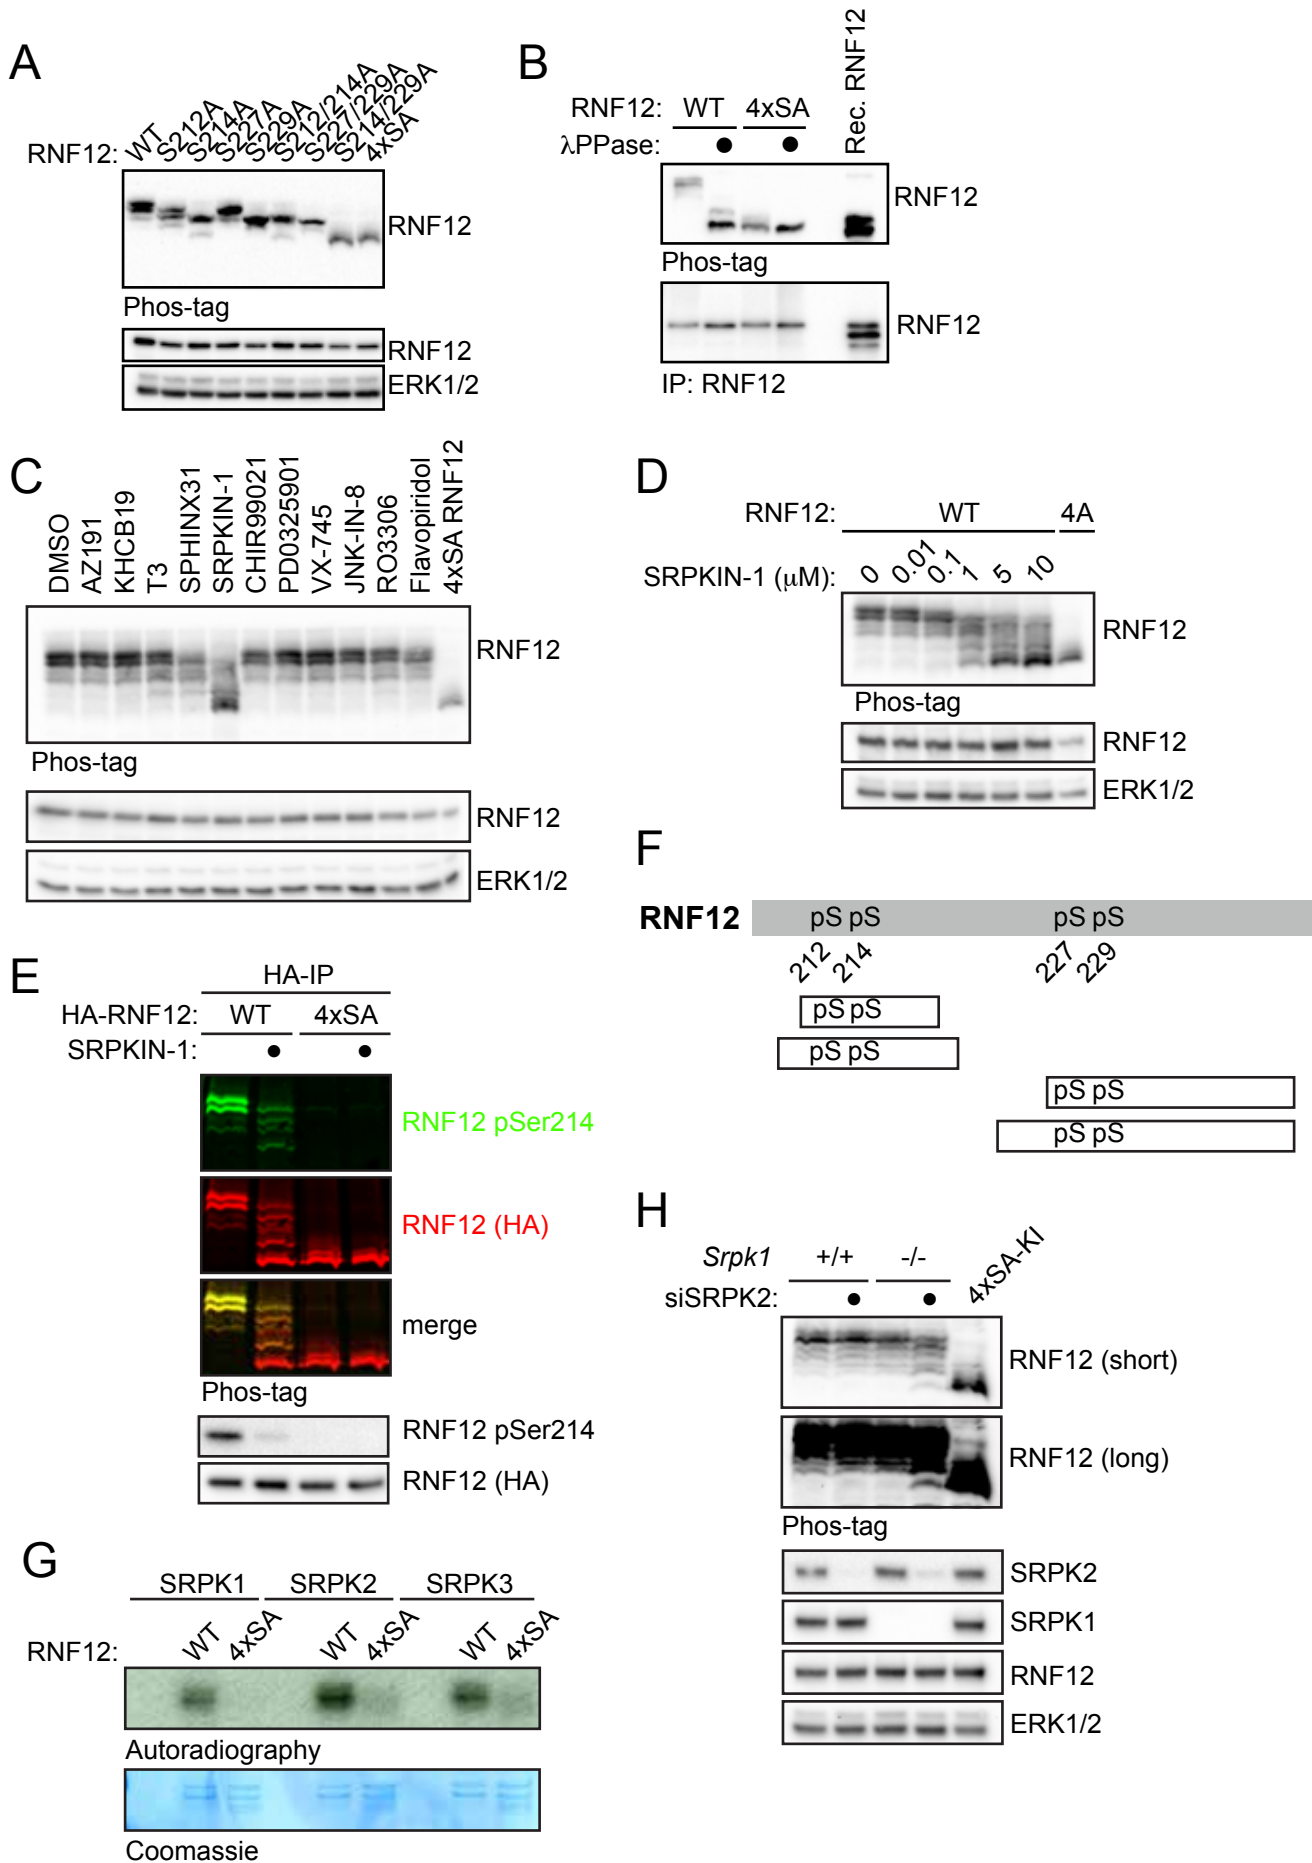 A
RNF12:
WT
S212A
S214A
S227A
S229A
S212/214A
S227/229A
S214/229A
4xSA
RNF12
Phos-tag
RNF12
ERK1/2
B
RNF12: WT 4xSA Rec. RNF12
λPPase: ● ●
RNF12
Phos-tag
RNF12
IP: RNF12
C
DMSO
AZ191
KHCB19
T3
SPHINX31
SRPKIN-1
CHIR99021
PD0325901
VX-745
JNK-IN-8
RO3306
Flavopiridol
4xSA RNF12
RNF12
Phos-tag
RNF12
ERK1/2
D
RNF12: WT 4A
SRPKIN-1 (μM): 0 0.01 0.1 1 5 10
RNF12
Phos-tag
RNF12
ERK1/2
E
HA-IP
HA-RNF12: WT 4xSA
SRPKIN-1: ● ●
RNF12 pSer214
RNF12 (HA)
merge
Phos-tag
RNF12 pSer214
RNF12 (HA)
F
RNF12 pS pS pS pS
212 214 227 229
pS pS
pS pS
pS pS
pS pS
G
SRPK1 SRPK2 SRPK3
RNF12: WT 4xSA WT 4xSA WT 4xSA
Autoradiography
Coomassie
H
Srpk1 +/+ -/- 4xSA-KI
siSRPK2: ● ●
RNF12 (short)
RNF12 (long)
Phos-tag
SRPK2
SRPK1
RNF12
ERK1/2